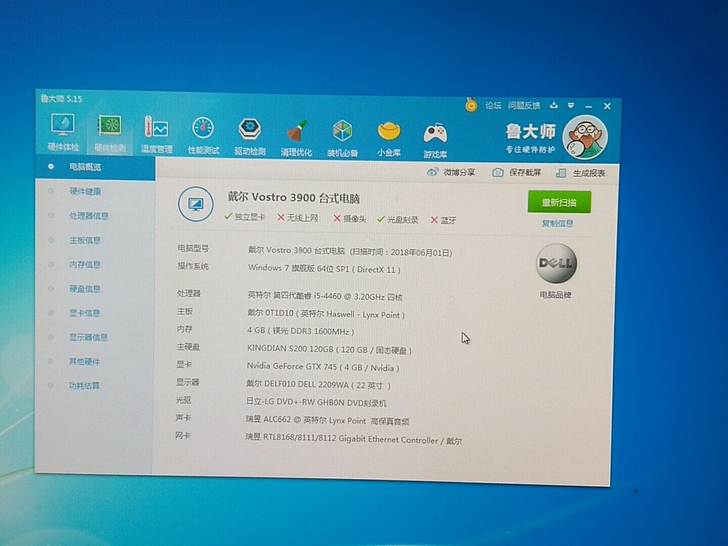 鲁大师 5.15
论坛 问题反馈
硬件体检 硬件检测 温度管理 性能测试 驱动检测 清理优化 装机必备 小金库 游戏库
鲁大师
专注硬件防护
微博分享 保存截屏 生成报表
电脑概览
硬件健康
处理器信息
主板信息
内存信息
硬盘信息
显卡信息
显示器信息
其他硬件
功耗估算
戴尔 Vostro 3900 台式电脑
独立显卡 无线上网 摄像头 光盘刻录 蓝牙
重新扫描
复制信息
电脑型号 戴尔 Vostro 3900 台式电脑 (扫描时间：2018年06月01日)
操作系统 Windows 7 旗舰版 64位 SP1 ( DirectX 11 )
DELL
电脑品牌
处理器 英特尔 第四代酷睿 i5-4460 @ 3.20GHz 四核
主板 戴尔 0T1D10 ( 英特尔 Haswell - Lynx Point )
内存 4 GB ( 镁光 DDR3 1600MHz )
主硬盘 KINGDIAN S200 120GB ( 120 GB / 固态硬盘 )
显卡 Nvidia GeForce GTX 745 ( 4 GB / Nvidia )
显示器 戴尔 DELF010 DELL 2209WA ( 22 英寸 )
光驱 日立-LG DVD+-RW GHB0N DVD刻录机
声卡 瑞昱 ALC662 @ 英特尔 Lynx Point 高保真音频
网卡 瑞昱 RTL8168/8111/8112 Gigabit Ethernet Controller / 戴尔